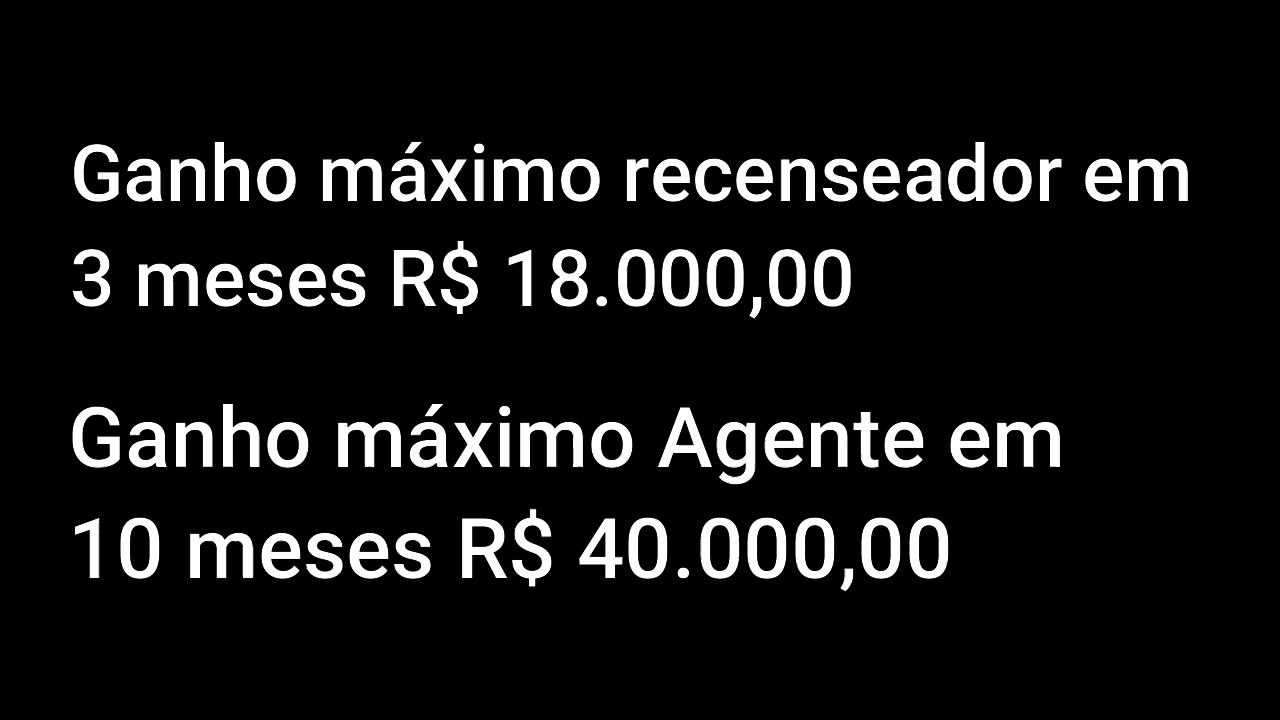 Ganho máximo recenseador em
3 meses R$ 18.000,00
Ganho máximo Agente em
10 meses R$ 40.000,00